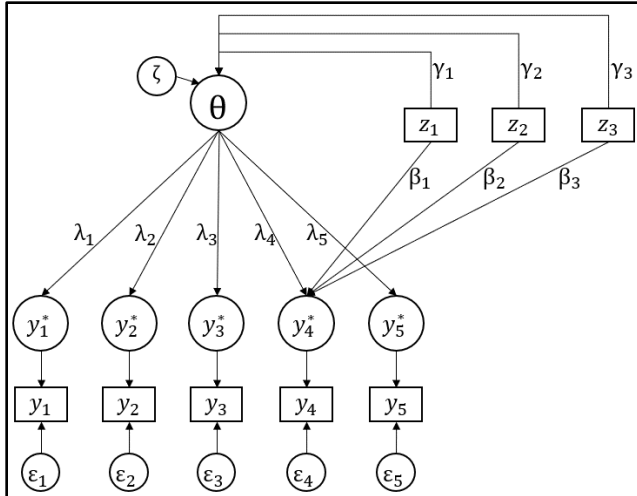 ζ
θ
γ₁ γ₂ γ₃
z₁ z₂ z₃
β₁ β₂ β₃
λ₁ λ₂ λ₃ λ₄ λ₅
y₁* y₂* y₃* y₄* y₅*
y₁ y₂ y₃ y₄ y₅
ε₁ ε₂ ε₃ ε₄ ε₅